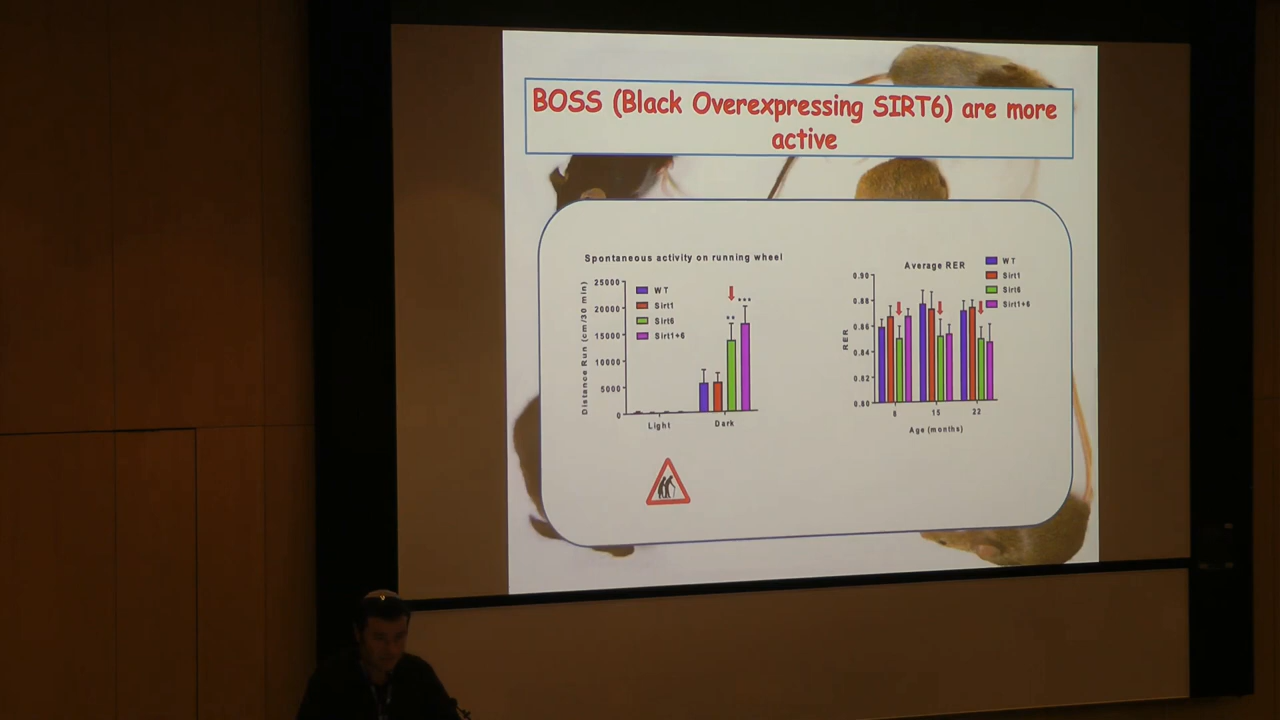 BOSS (Black Overexpressing SIRT6) are more
active
Spontaneous activity on running wheel
Distance Run (cm/30 min)
25000
20000
15000
10000
5000
0
WT
Sirt1
Sirt6
Sirt1+6
**
***
Light
Dark
Average RER
RER
0.90
0.88
0.86
0.84
0.82
0.80
WT
Sirt1
Sirt6
Sirt1+6
8
15
22
Age (months)